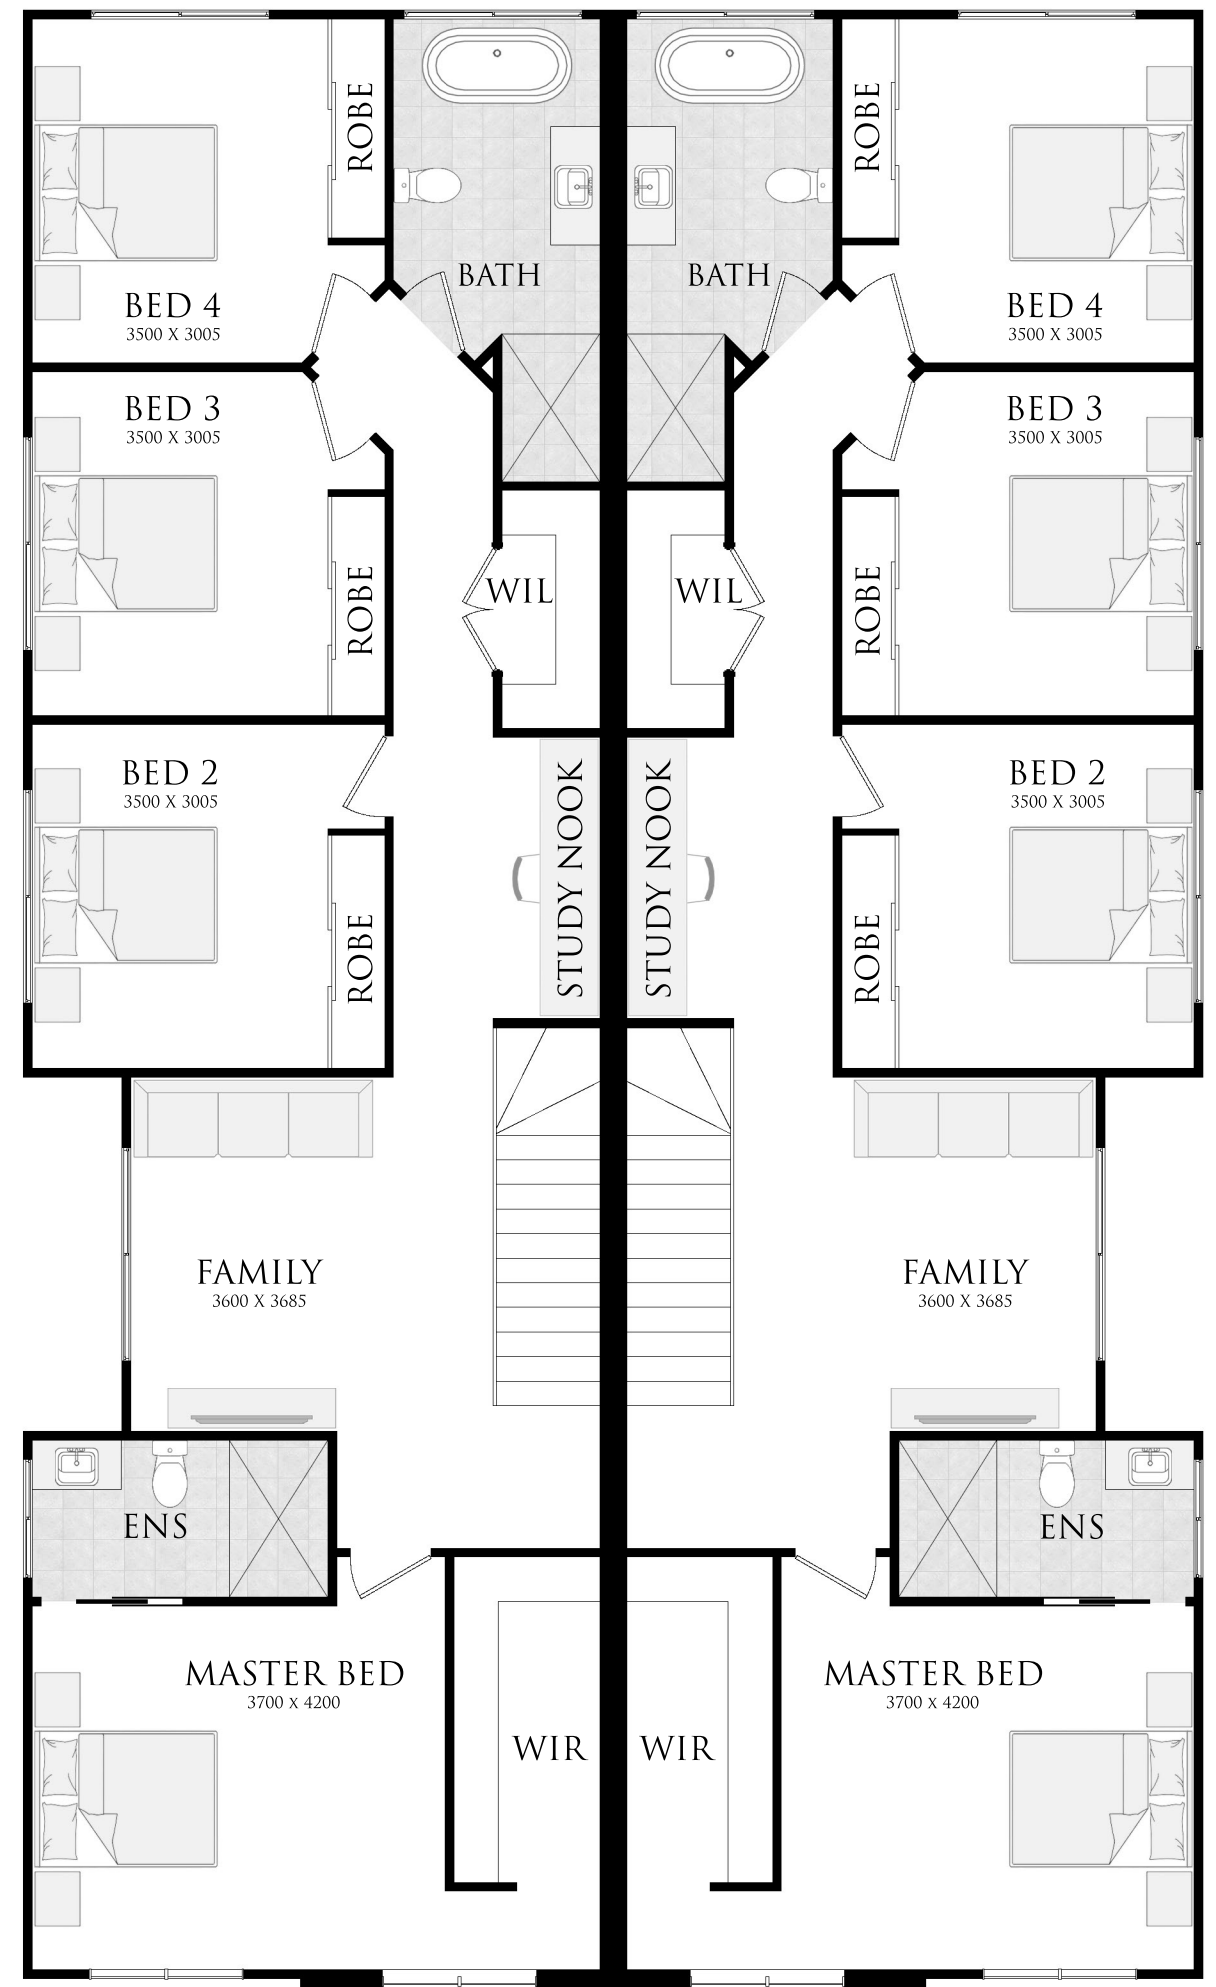 ROBE
ROBE
BATH
BATH
BED 4
3500 X 3005
BED 4
3500 X 3005
BED 3
3500 X 3005
BED 3
3500 X 3005
ROBE
WIL
WIL
ROBE
BED 2
3500 X 3005
BED 2
3500 X 3005
STUDY NOOK
STUDY NOOK
ROBE
ROBE
FAMILY
3600 X 3685
FAMILY
3600 X 3685
ENS
ENS
MASTER BED
3700 X 4200
MASTER BED
3700 X 4200
WIR
WIR